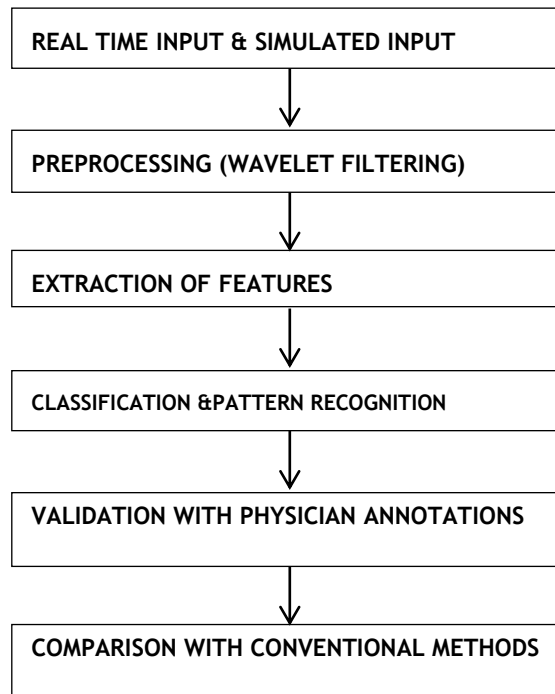 REAL TIME INPUT & SIMULATED INPUT
PREPROCESSING (WAVELET FILTERING)
EXTRACTION OF FEATURES
CLASSIFICATION &PATTERN RECOGNITION
VALIDATION WITH PHYSICIAN ANNOTATIONS
COMPARISON WITH CONVENTIONAL METHODS